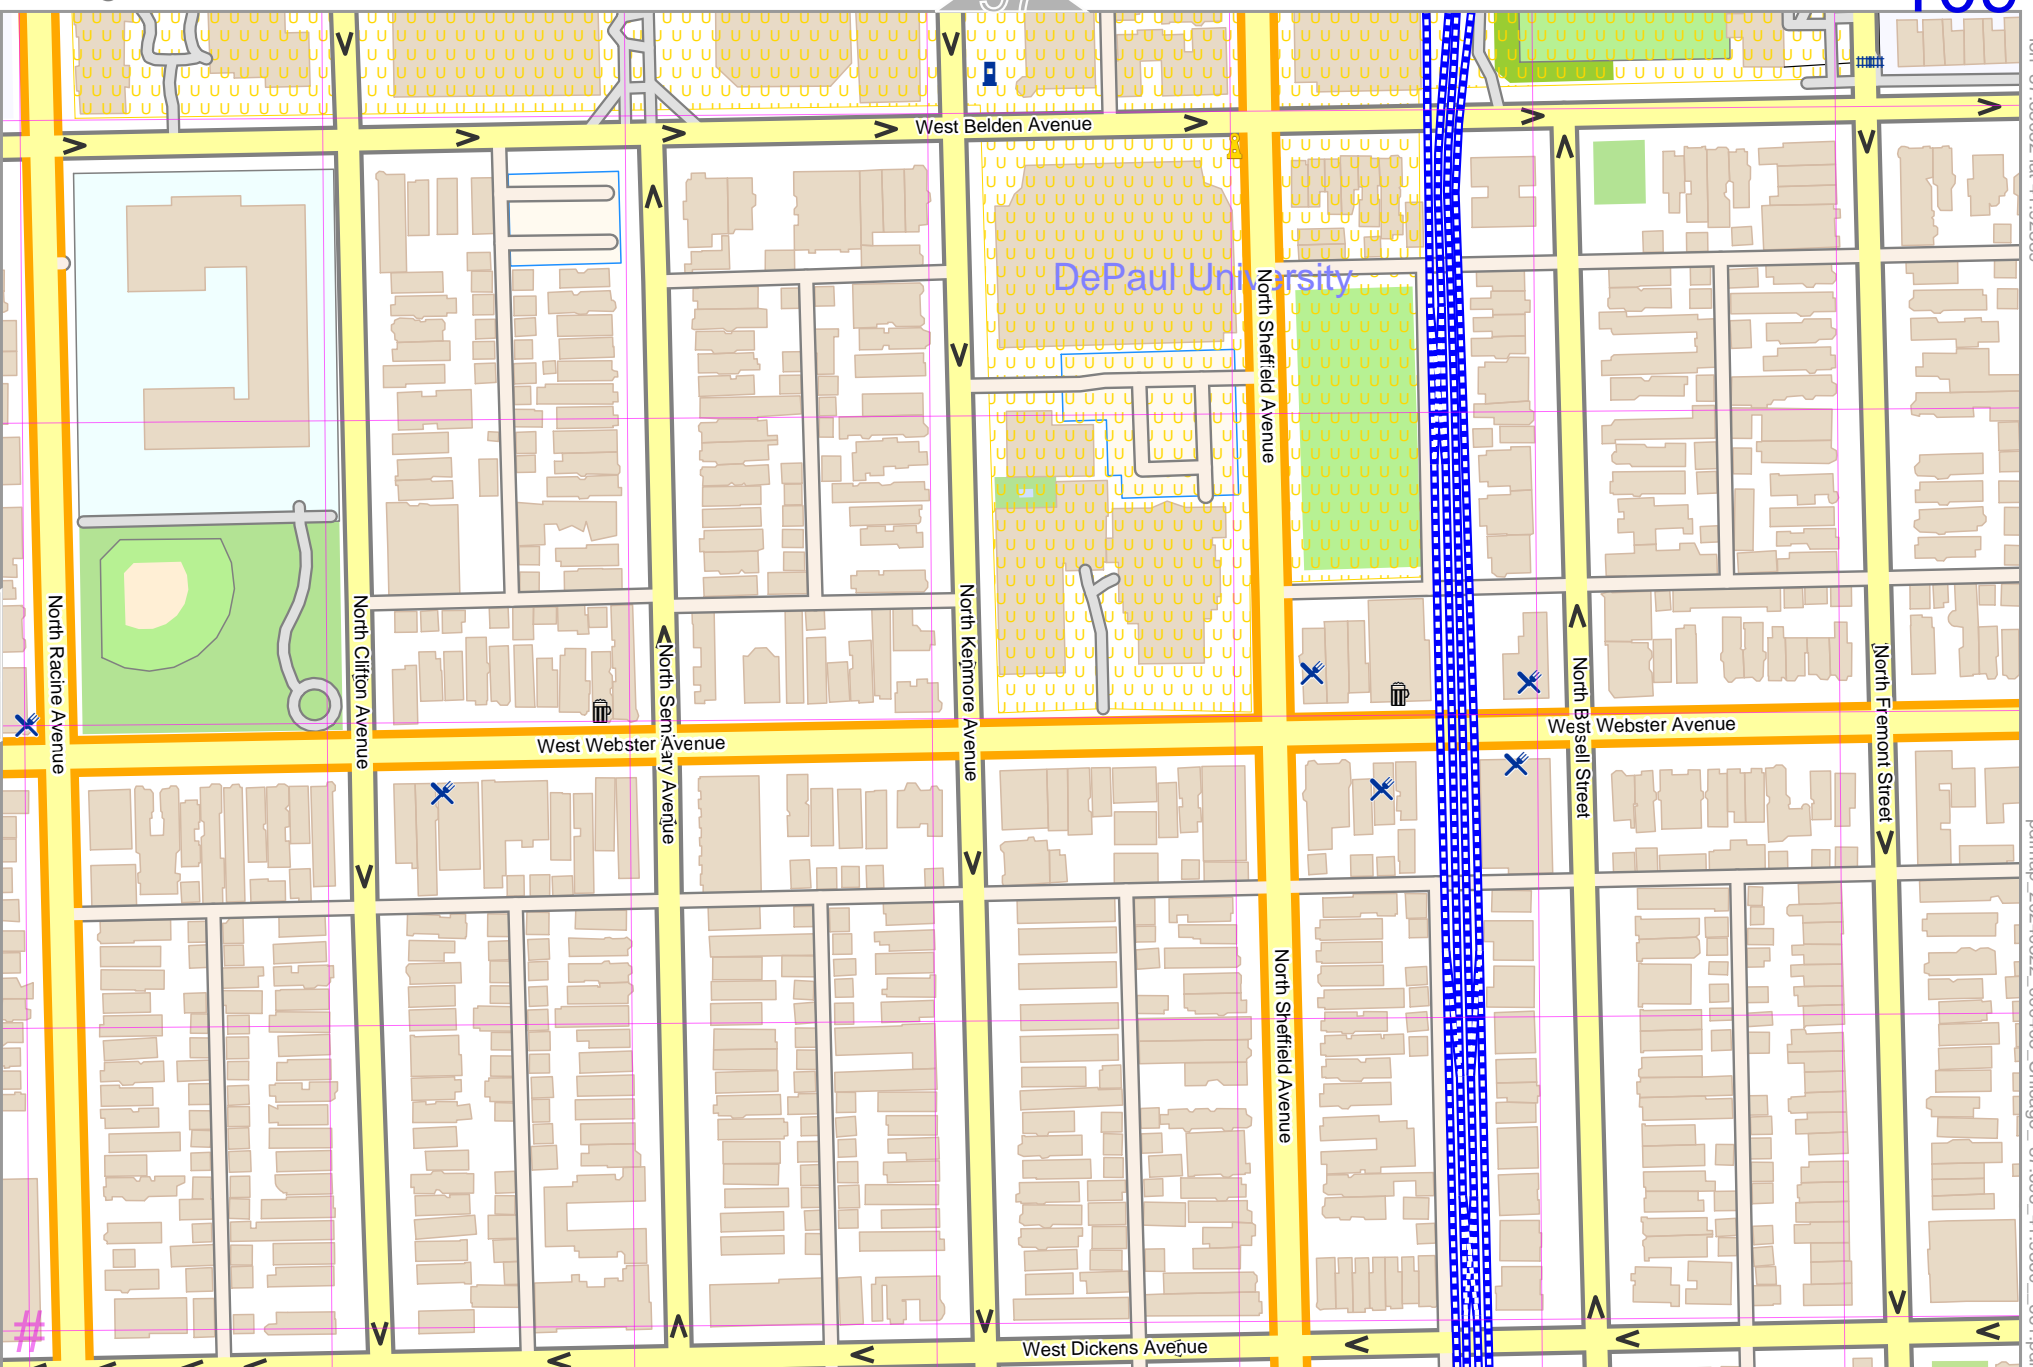 West Belden Avenue
DePaul University
North Sheffield Avenue
North Racine Avenue
North Clifton Avenue
North Seminary Avenue
North Kenmore Avenue
North Bissell Street
North Fremont Street
West Webster Avenue
West Webster Avenue
North Sheffield Avenue
West Dickens Avenue
#